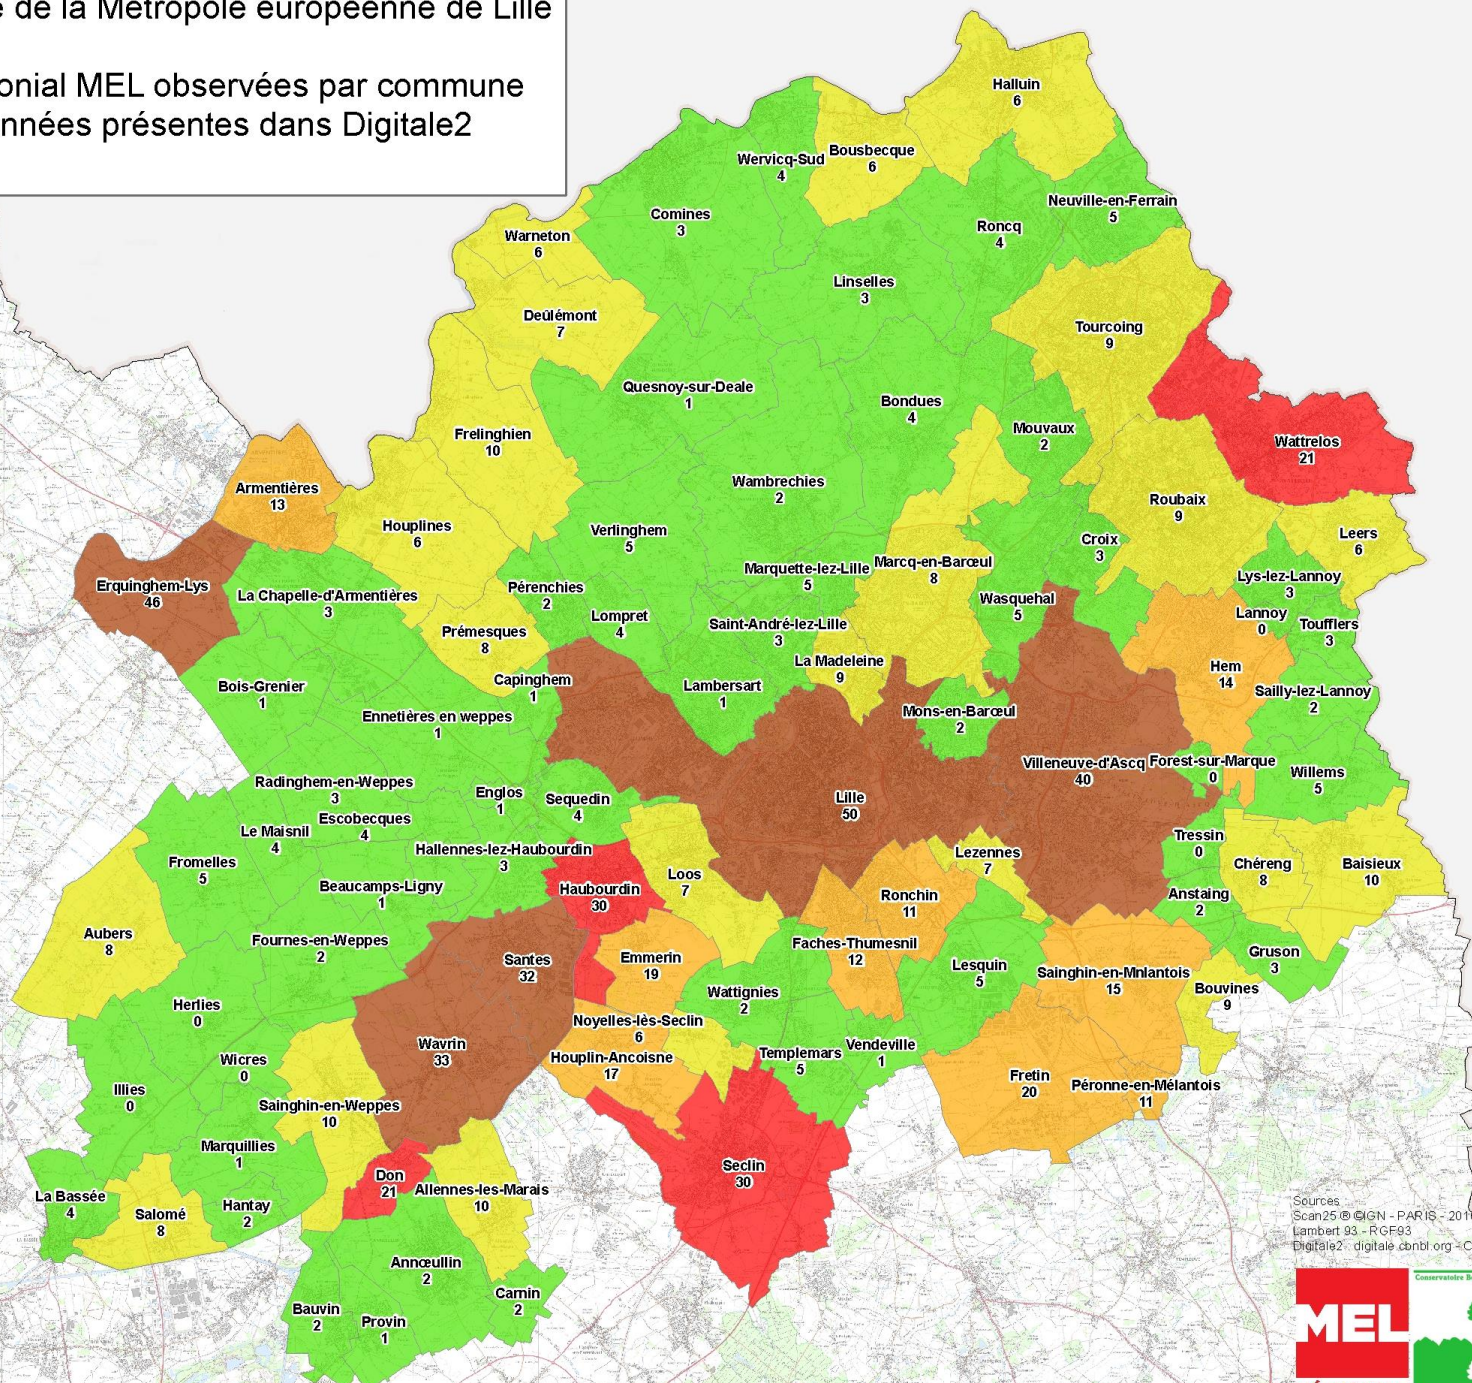 e de la Métropole européenne de Lille
onial MEL observées par commune
nnées présentes dans Digitale2
Halluin
6
Wervicq-Sud
4
Bousbecque
6
Comines
3
Neuville-en-Ferrain
5
Roncq
4
Warneton
6
Linselles
3
Deûlémont
7
Tourcoing
9
Quesnoy-sur-Deale
1
Bondues
4
Mouvaux
2
Frelinghien
10
Wattrelos
21
Armentières
13
Wambrechies
2
Roubaix
9
Houplines
6
Verlinghem
5
Croix
3
Leers
6
Marquette-lez-Lille
5
Marcq-en-Barœul
8
Erquinghem-Lys
46
La Chapelle-d'Armentières
3
Pérenchies
2
Lys-lez-Lannoy
3
Wasquehal
5
Lompret
4
Saint-André-lez-Lille
3
Lannoy
0
Toufflers
3
Prémesques
8
La Madeleine
9
Hem
14
Capinghem
1
Bois-Grenier
1
Lambersart
1
Sailly-lez-Lannoy
2
Ennetières en weppes
1
Mons-en-Barœul
2
Villeneuve-d'Ascq
40
Forest-sur-Marque
0
Willems
5
Radinghem-en-Weppes
3
Englos
1
Sequedin
4
Lille
50
Le Maisnil
4
Escobecques
4
Tressin
0
Fromelles
5
Hallennes-lez-Haubourdin
3
Lezennes
7
Chéreng
8
Baisieux
10
Loos
7
Haubourdin
30
Beaucamps-Ligny
1
Ronchin
11
Anstaing
2
Aubers
8
Fournes-en-Weppes
2
Santes
32
Emmerin
19
Faches-Thumesnil
12
Lesquin
5
Sainghin-en-Mnlantois
15
Gruson
3
Wattignies
2
Bouvines
9
Herlies
0
Noyelles-lès-Seclin
6
Wavrin
33
Houplin-Ancoisne
17
Templemars
5
Vendeville
1
Wicres
0
Fretin
20
Péronne-en-Mélantois
11
Illies
0
Sainghin-en-Weppes
10
Marquillies
1
Seclin
30
Don
21
Allennes-les-Marais
10
La Bassée
4
Salomé
8
Hantay
2
Annœullin
2
Carnin
2
Bauvin
2
Provin
1
Sources
Scan25 ® ©IGN - PARIS - 201
Lambert 93 - RGF93
Digitale2 : digitale.cbnbl.org - C
MEL
Conservatoire B